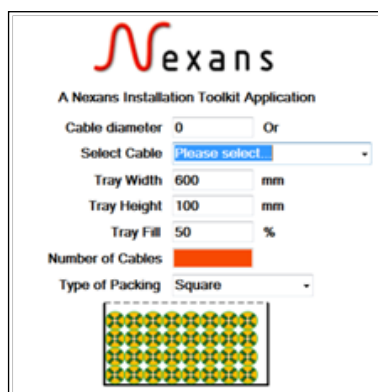 Nexans
A Nexans Installation Toolkit Application
Cable diameter 0 Or
Select Cable Please select...
Tray Width 600 mm
Tray Height 100 mm
Tray Fill 50 %
Number of Cables
Type of Packing Square